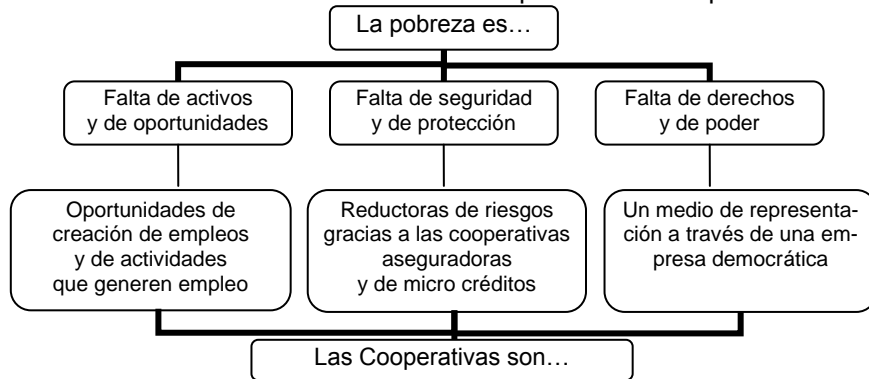 La pobreza es…
Falta de activos
y de oportunidades
Falta de seguridad
y de protección
Falta de derechos
y de poder
Oportunidades de
creación de empleos
y de actividades
que generen empleo
Reductoras de riesgos
gracias a las cooperativas
aseguradoras
y de micro créditos
Un medio de representa-
ción a través de una em-
presa democrática
Las Cooperativas son…